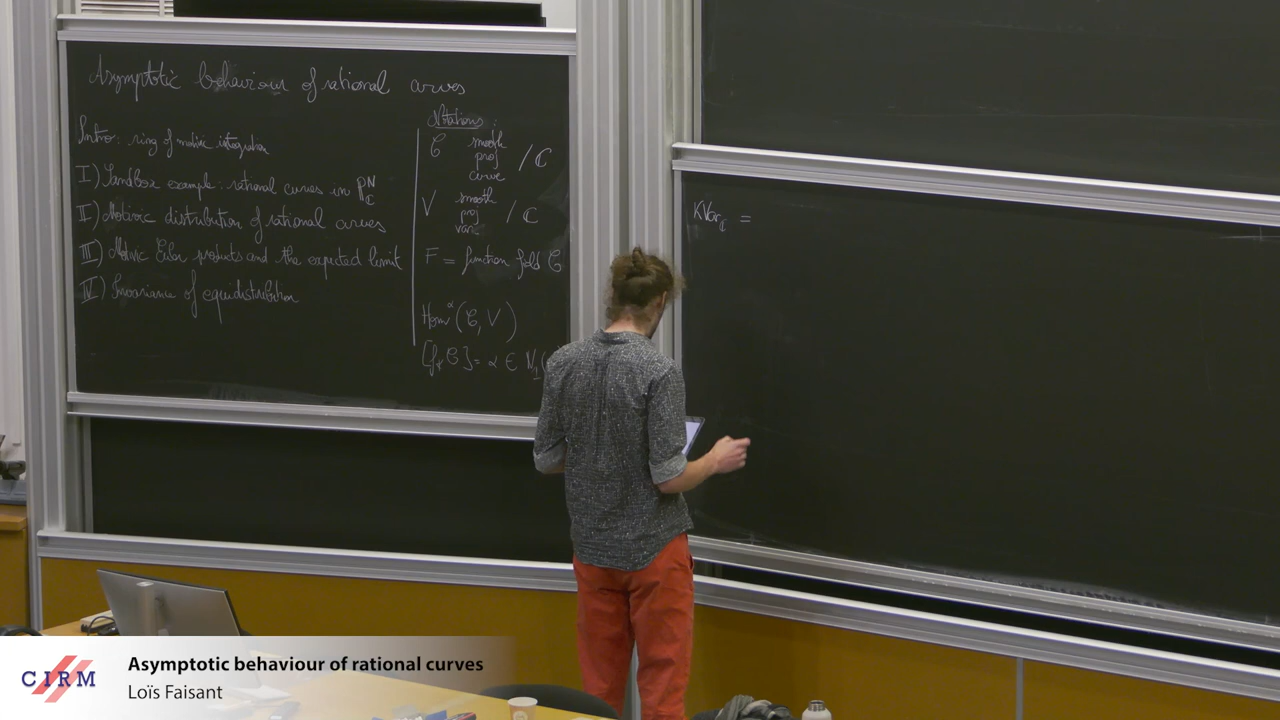 Asymptotic behaviour of rational curves
Intro: ring of motivic integration
I) Sandbox example: rational curves in P^N_ℂ
II) Motivic distribution of rational curves
III) Motivic Euler products and the expected limit
IV) Invariance of equidistribution
Notations:
C smooth proj curve / ℂ
V smooth proj var. / ℂ
F = function field C
Hom^α (C, V)
[f_* C] = α ∈ N_1(
KVar_ℂ =
CIRM
Asymptotic behaviour of rational curves
Loïs Faisant